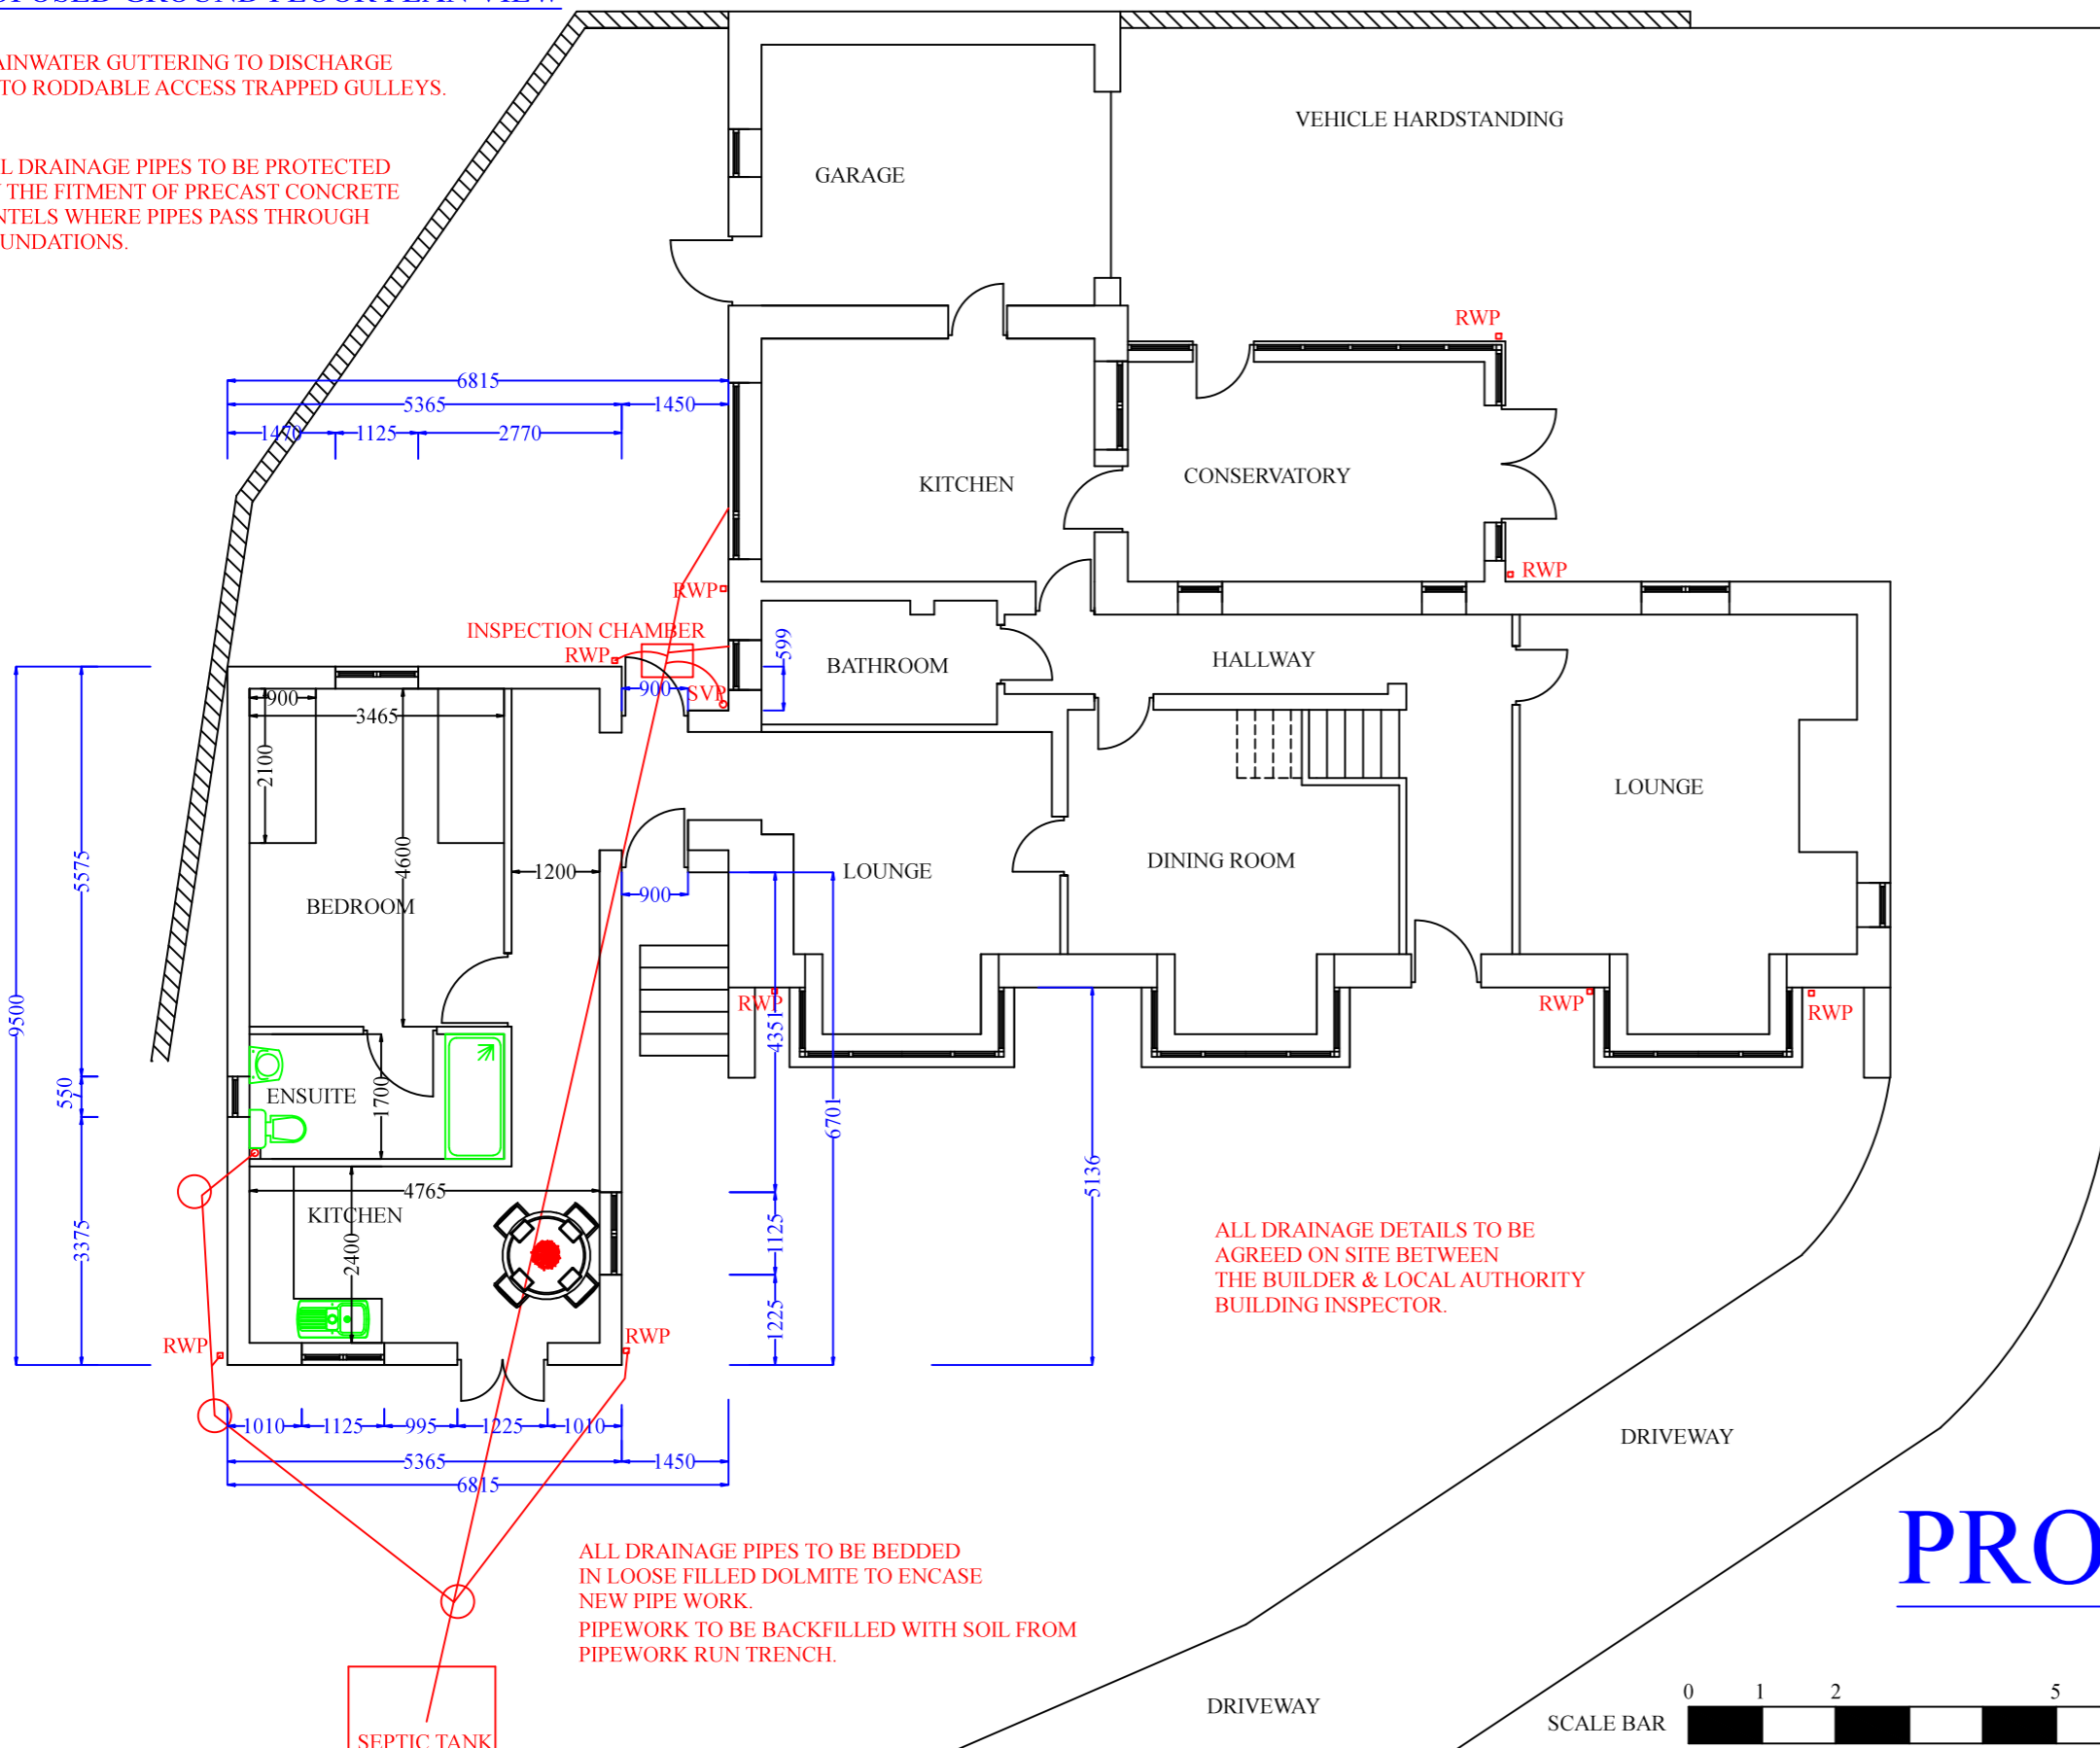 OPOSED GROUND FLOOR PLAN VIEW
AINWATER GUTTERING TO DISCHARGE
TO RODDABLE ACCESS TRAPPED GULLEYS.
L DRAINAGE PIPES TO BE PROTECTED
THE FITMENT OF PRECAST CONCRETE
NTELS WHERE PIPES PASS THROUGH
UNDATIONS.
VEHICLE HARDSTANDING
GARAGE
RWP
6815
5365
1450
1470
1125
2770
KITCHEN
CONSERVATORY
RWP
RWP
INSPECTION CHAMBER
RWP
599
BATHROOM
HALLWAY
900
SVP
900
3465
2100
4600
1200
BEDROOM
900
LOUNGE
DINING ROOM
LOUNGE
5575
9500
550
3375
RWP
4351
6701
5136
RWP
RWP
ENSUITE
1700
4765
KITCHEN
2400
1125
1225
RWP
RWP
ALL DRAINAGE DETAILS TO BE
AGREED ON SITE BETWEEN
THE BUILDER & LOCAL AUTHORITY
BUILDING INSPECTOR.
1010
1125
995
1225
1010
5365
1450
6815
DRIVEWAY
PRO
ALL DRAINAGE PIPES TO BE BEDDED
IN LOOSE FILLED DOLMITE TO ENCASE
NEW PIPE WORK.
PIPEWORK TO BE BACKFILLED WITH SOIL FROM
PIPEWORK RUN TRENCH.
SEPTIC TANK
DRIVEWAY
SCALE BAR
0 1 2 5